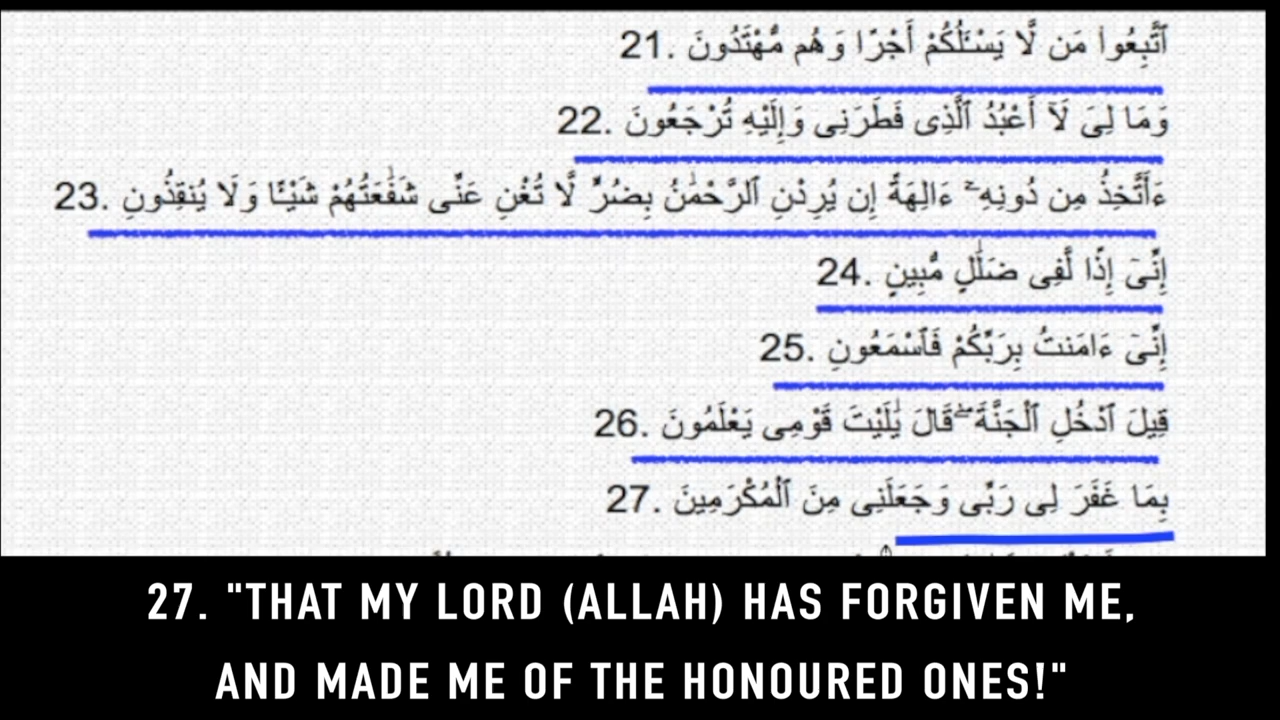 21. ٱتَّبِعُوا۟ مَن لَّا يَسْـَٔلُكُمْ أَجْرًا وَهُم مُّهْتَدُونَ
22. وَمَا لِىَ لَآ أَعْبُدُ ٱلَّذِى فَطَرَنِى وَإِلَيْهِ تُرْجَعُونَ
23. ءَأَتَّخِذُ مِن دُونِهِۦٓ ءَالِهَةً إِن يُرِدْنِ ٱلرَّحْمَٰنُ بِضُرٍّ لَّا تُغْنِ عَنِّى شَفَٰعَتُهُمْ شَيْـًٔا وَلَا يُنقِذُونِ
24. إِنِّىٓ إِذًا لَّفِى ضَلَٰلٍ مُّبِينٍ
25. إِنِّىٓ ءَامَنتُ بِرَبِّكُمْ فَٱسْمَعُونِ
26. قِيلَ ٱدْخُلِ ٱلْجَنَّةَ ۖ قَالَ يَٰلَيْتَ قَوْمِى يَعْلَمُونَ
27. بِمَا غَفَرَ لِى رَبِّى وَجَعَلَنِى مِنَ ٱلْمُكْرَمِينَ
27. "THAT MY LORD (ALLAH) HAS FORGIVEN ME,
AND MADE ME OF THE HONOURED ONES!"